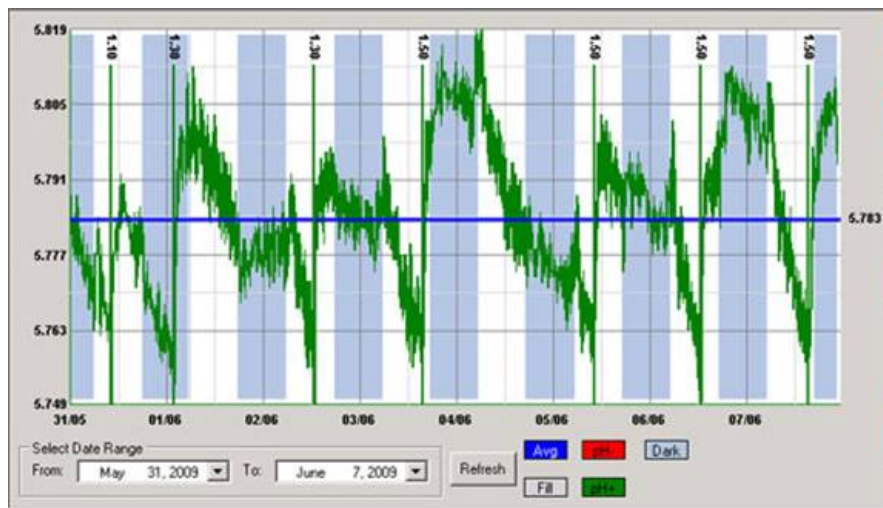 5.819
5.805
5.791
5.777
5.763
5.749
1.10
1.30
1.30
1.50
1.50
1.50
1.50
5.783
31/05 01/06 02/06 03/06 04/06 05/06 06/06 07/06
Select Date Range
From: May 31, 2009 To: June 7, 2009
Refresh
Avg pH- Dark
Fill pH+